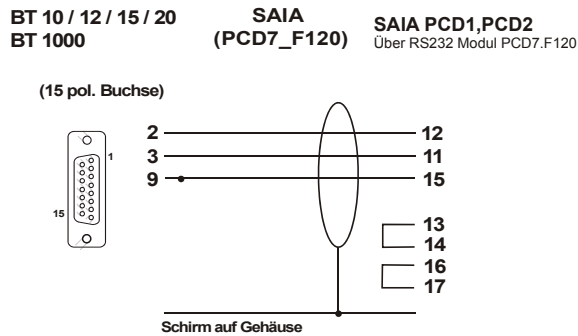 BT 10 / 12 / 15 / 20
BT 1000
SAIA
(PCD7_F120)
SAIA PCD1,PCD2
Über RS232 Modul PCD7.F120
(15 pol. Buchse)
1
15
2
3
9
12
11
15
13
14
16
17
Schirm auf Gehäuse